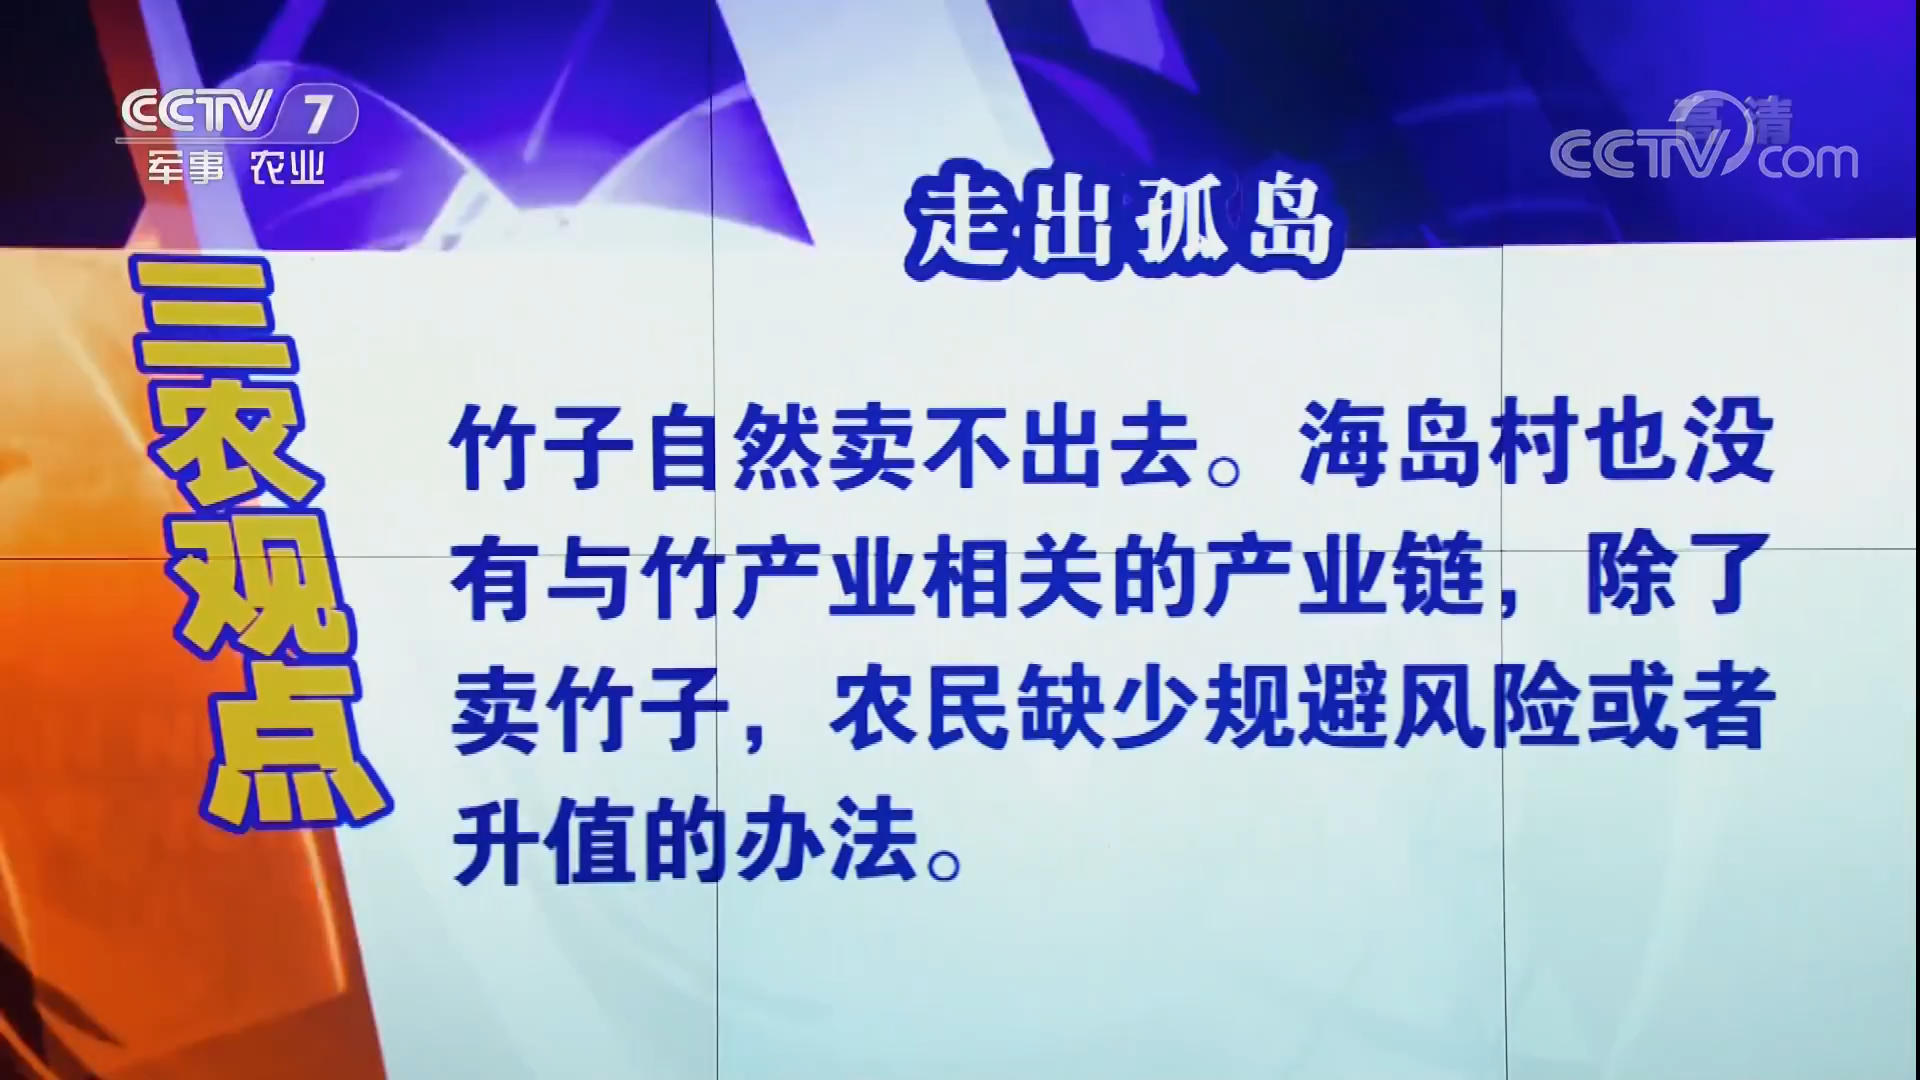 CCTV 7
军事 农业
高清
CCTV.com
走出孤岛
三农观点
竹子自然卖不出去。海岛村也没
有与竹产业相关的产业链，除了
卖竹子，农民缺少规避风险或者
升值的办法。